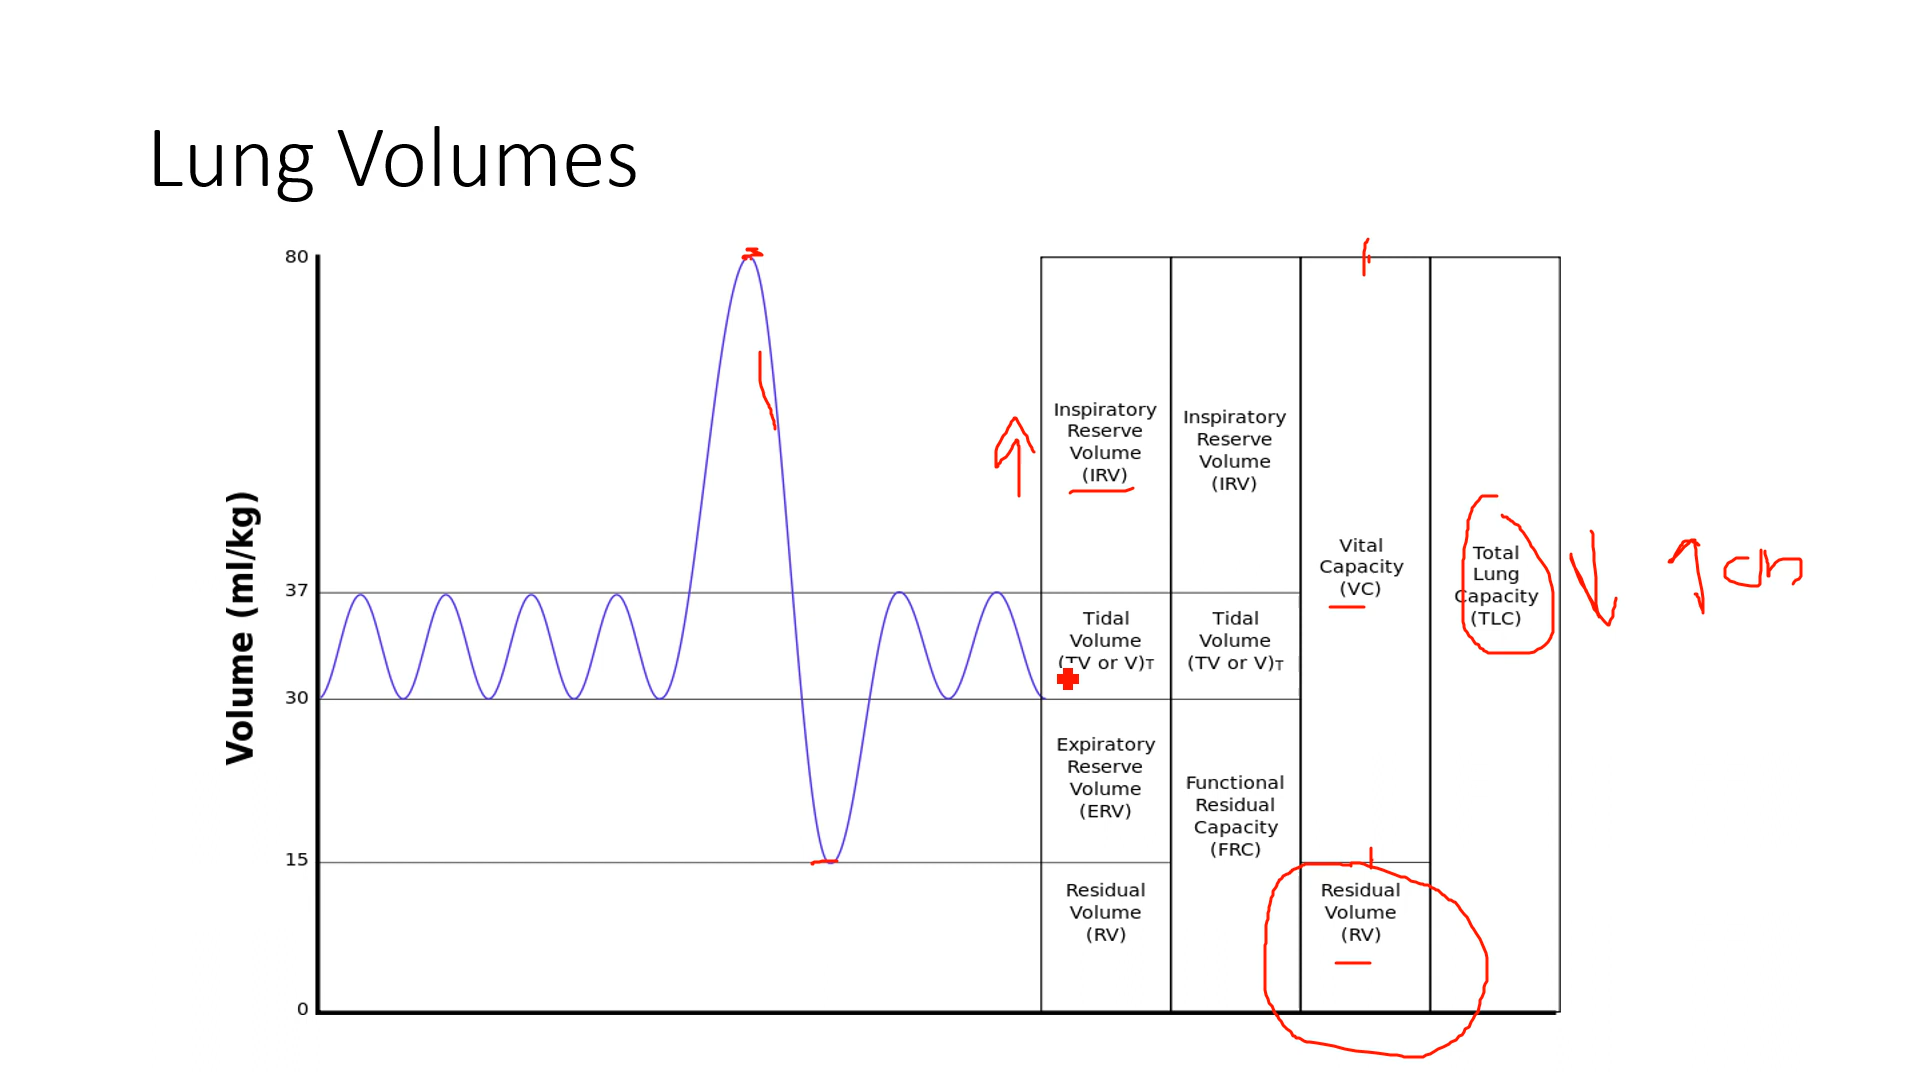 Lung Volumes
Volume (ml/kg)
80
37
30
15
0
Inspiratory
Reserve
Volume
(IRV)
Tidal
Volume
(TV or V)T
Expiratory
Reserve
Volume
(ERV)
Residual
Volume
(RV)
Inspiratory
Reserve
Volume
(IRV)
Tidal
Volume
(TV or V)T
Functional
Residual
Capacity
(FRC)
Vital
Capacity
(VC)
Residual
Volume
(RV)
Total
Lung
Capacity
(TLC)